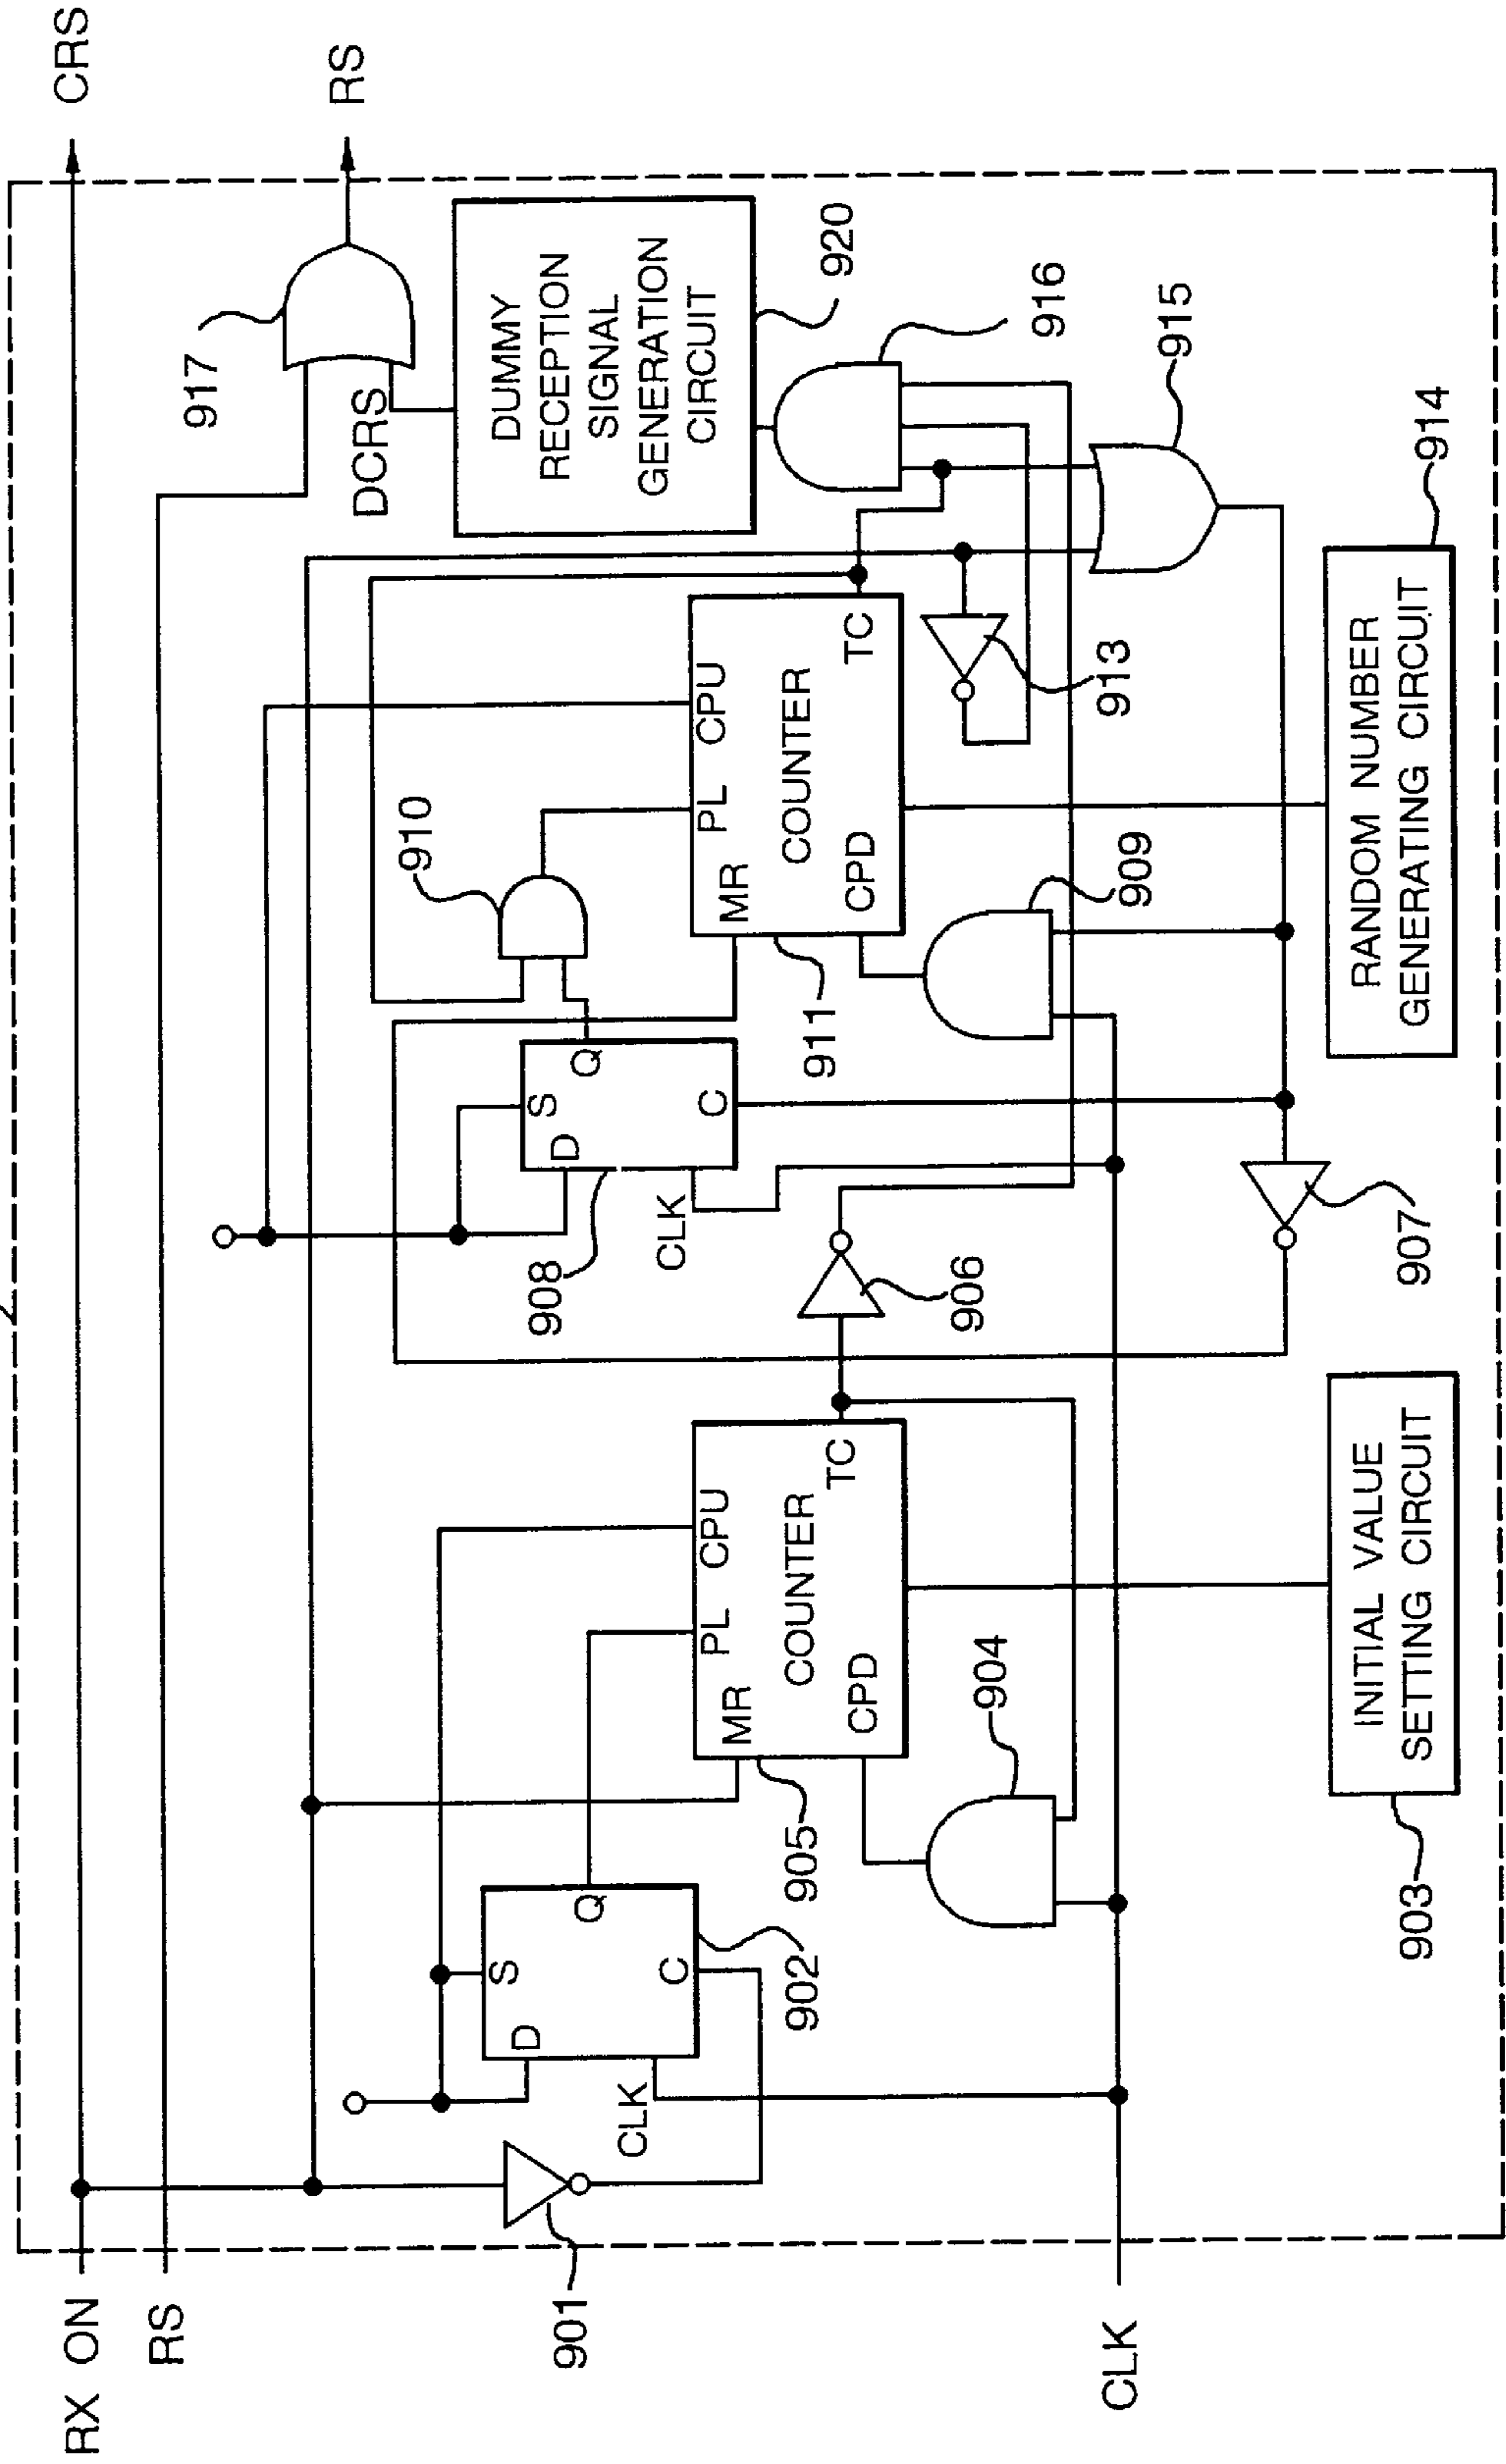 CRS
RS
RX ON
RS
CLK
901
D
S
Q
C
CLK
902
MR
PL
CPU
COUNTER
CPD
TC
905
904
INITIAL VALUE
SETTING CIRCUIT
903
906
907
D
S
Q
C
CLK
908
910
MR
PL
CPU
COUNTER
CPD
TC
911
909
913
RANDOM NUMBER
GENERATING CIRCUIT
914
915
916
DUMMY
RECEPTION
SIGNAL
GENERATION
CIRCUIT
920
DCRS
917